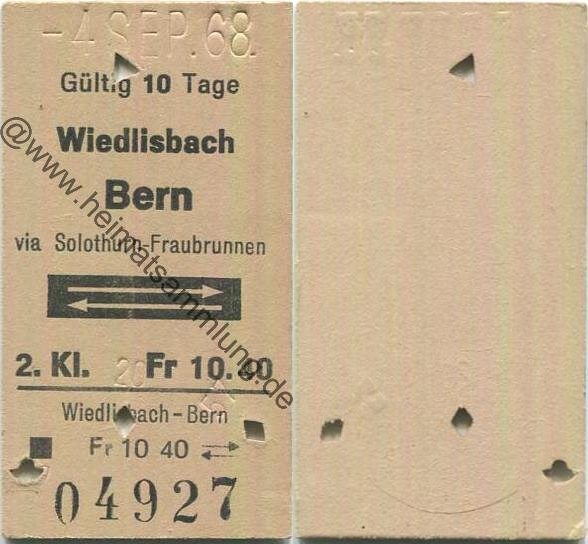 -4 SEP. 68.
Gültig 10 Tage
Wiedlisbach
Bern
via Solothurn-Fraubrunnen
2. Kl. Fr 10.40
Wiedlisbach-Bern
Fr 10 40
04927
@www.heimatsammlung.de